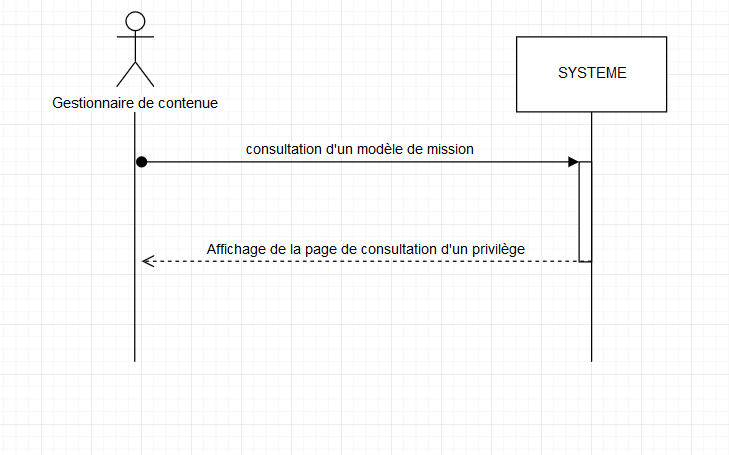 Gestionnaire de contenue
SYSTEME
consultation d'un modèle de mission
Affichage de la page de consultation d'un privilège